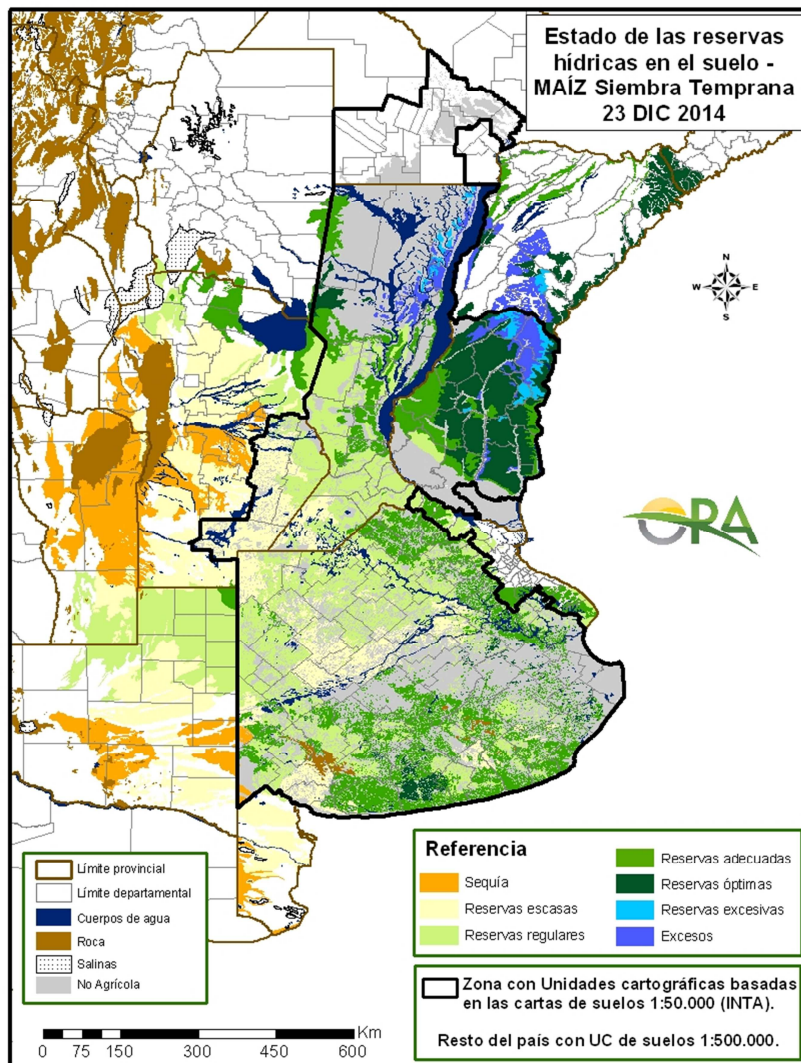 Estado de las reservas
hídricas en el suelo -
MAÍZ Siembra Temprana
23 DIC 2014
N
W E
S
ORA
Límite provincial
Límite departamental
Cuerpos de agua
Roca
Salinas
No Agrícola
Referencia
Sequía
Reservas escasas
Reservas regulares
Reservas adecuadas
Reservas óptimas
Reservas excesivas
Excesos
Zona con Unidades cartográficas basadas
en las cartas de suelos 1:50.000 (INTA).
Resto del país con UC de suelos 1:500.000.
Km
0 75 150 300 450 600